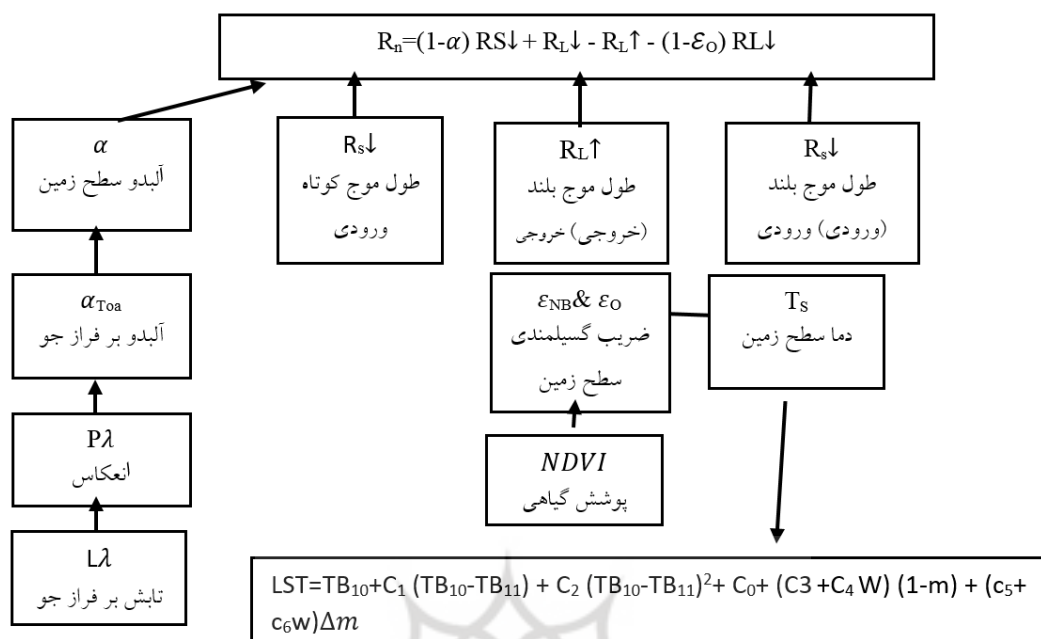 Rn=(1-α) RS↓ + RL↓ - RL↑ - (1-ƐO) RL↓
α
آلبدو سطح زمین
Rs↓
طول موج کوتاه
ورودی
RL↑
طول موج بلند
(خروجی) خروجی
Rs↓
طول موج بلند
(ورودی) ورودی
αToa
آلبدو بر فراز جو
εNB& εO
ضریب گسیلمندی
سطح زمین
TS
دما سطح زمین
Pλ
انعکاس
NDVI
پوشش گیاهی
Lλ
تابش بر فراز جو
LST=TB10+C1 (TB10-TB11) + C2 (TB10-TB11)2+ C0+ (C3 +C4 W) (1-m) + (c5+
c6w)Δm